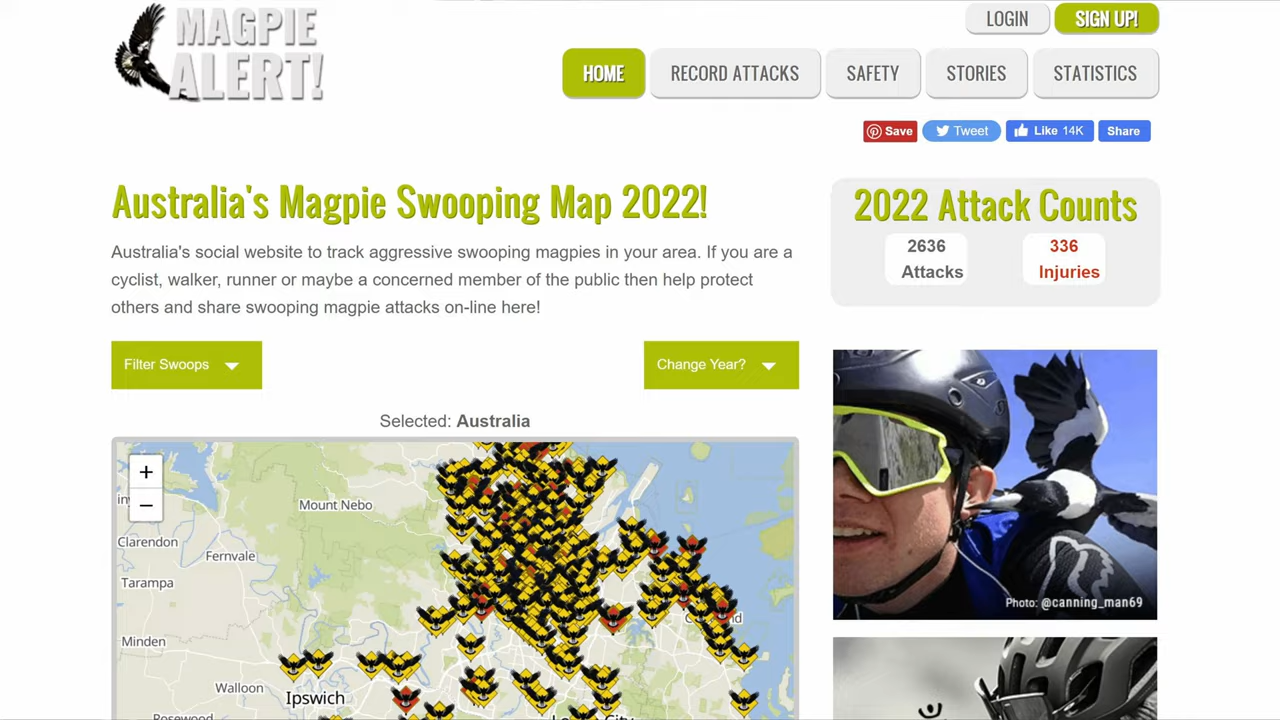 MAGPIE
ALERT!
LOGIN
SIGN UP!
HOME
RECORD ATTACKS
SAFETY
STORIES
STATISTICS
Save
Tweet
Like 14K
Share
Australia's Magpie Swooping Map 2022!
Australia's social website to track aggressive swooping magpies in your area. If you are a
cyclist, walker, runner or maybe a concerned member of the public then help protect
others and share swooping magpie attacks on-line here!
2022 Attack Counts
2636
Attacks
336
Injuries
Filter Swoops
Change Year?
Selected: Australia
+
−
Mount Nebo
Clarendon
Fernvale
Tarampa
Minden
Walloon
Ipswich
Rosewood
Photo: @canning_man69